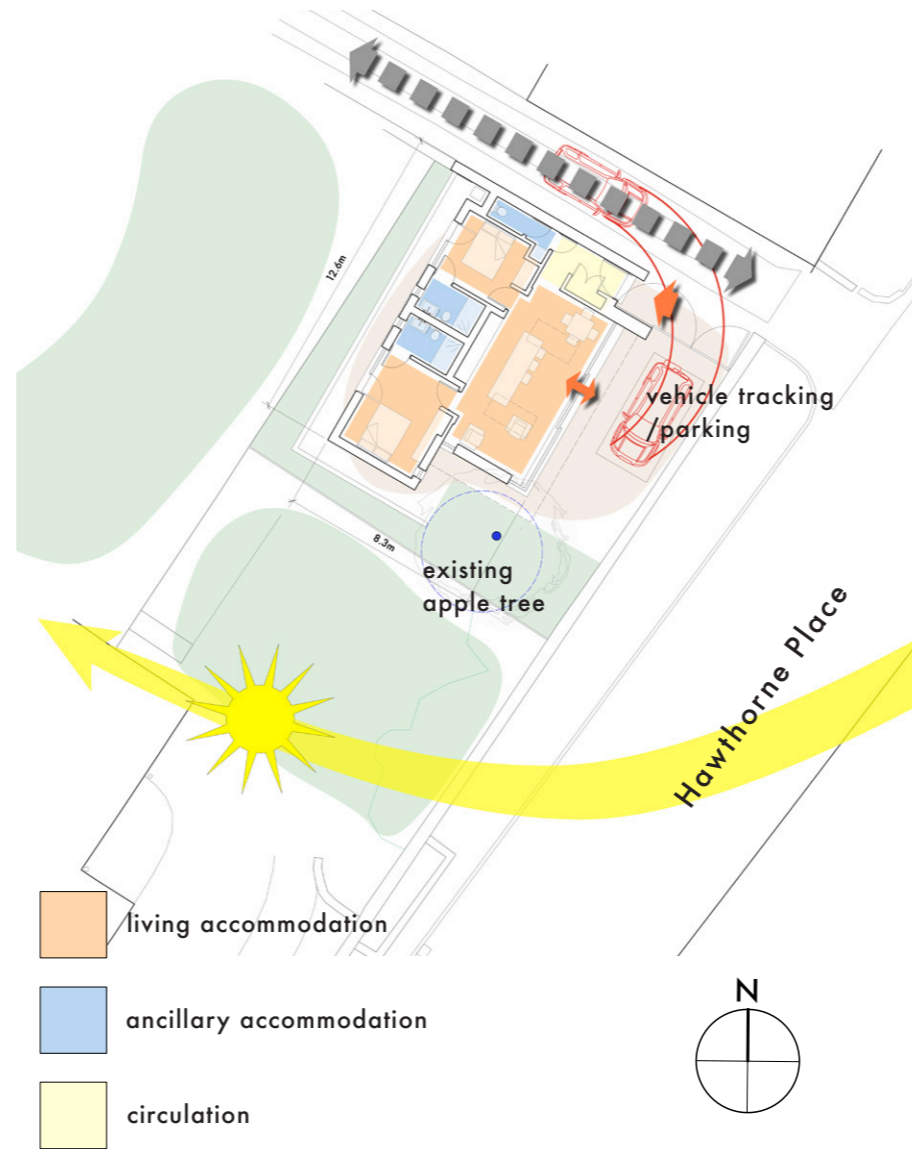 12.6m
vehicle tracking
/parking
8.3m
existing
apple tree
Hawthorne Place
living accommodation
N
ancillary accommodation
circulation